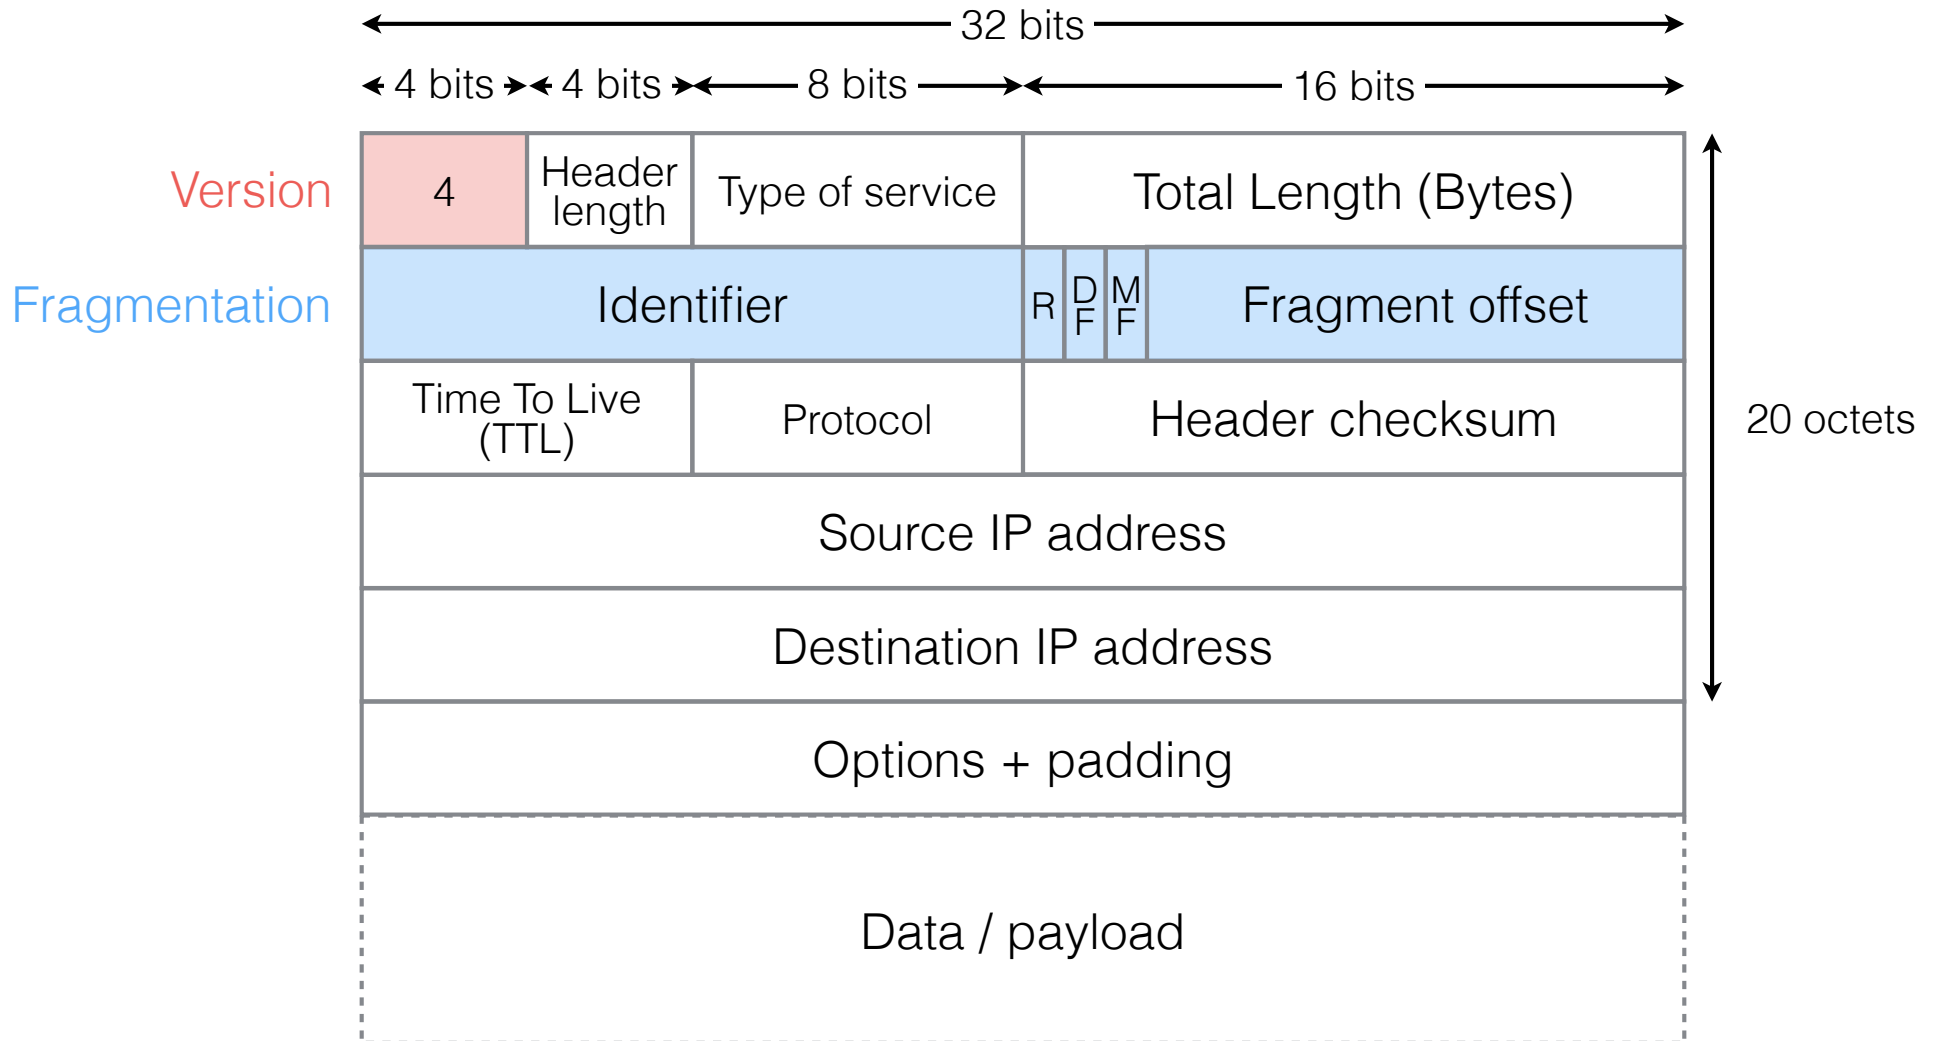 32 bits
4 bits 4 bits 8 bits 16 bits
Version 4 Header length Type of service Total Length (Bytes)
Fragmentation Identifier R DF MF Fragment offset
Time To Live (TTL) Protocol Header checksum
20 octets
Source IP address
Destination IP address
Options + padding
Data / payload